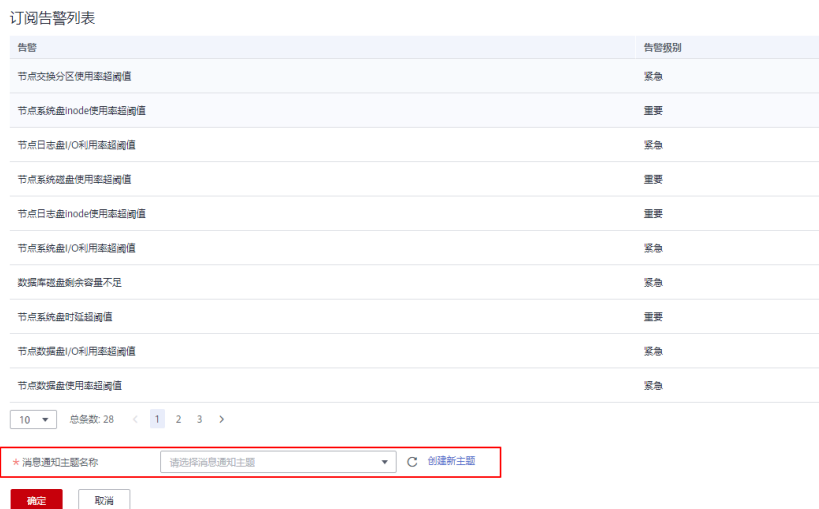 订阅告警列表
告警 告警级别
节点交换分区使用率超阈值 紧急
节点系统盘inode使用率超阈值 重要
节点日志盘I/O利用率超阈值 紧急
节点系统磁盘使用率超阈值 重要
节点日志盘inode使用率超阈值 重要
节点系统盘I/O利用率超阈值 紧急
数据库磁盘剩余容量不足 紧急
节点系统盘时延超阈值 重要
节点数据盘I/O利用率超阈值 紧急
节点数据盘使用率超阈值 紧急
10 总条数: 28 < 1 2 3 >
* 消息通知主题名称 请选择消息通知主题 创建新主题
确定 取消